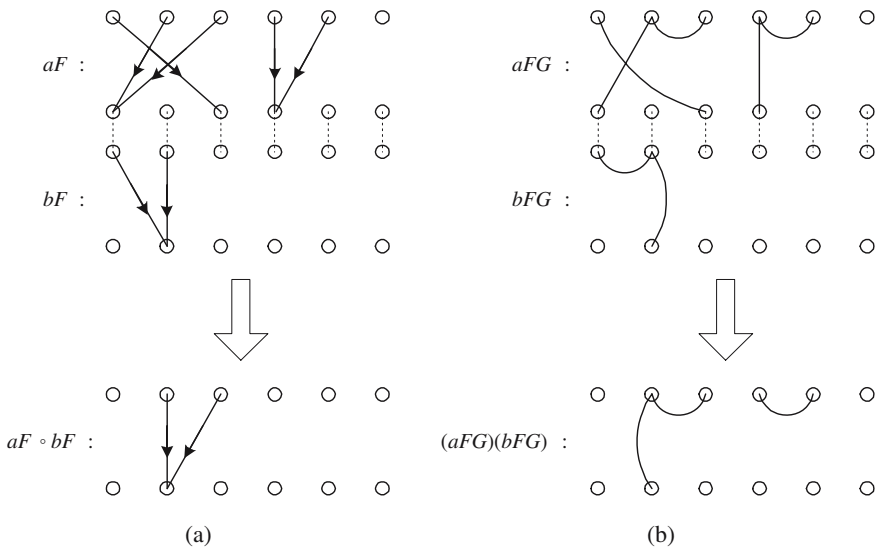 aF :
bF :
aF ∘ bF :
(a)
aFG :
bFG :
(aFG)(bFG) :
(b)